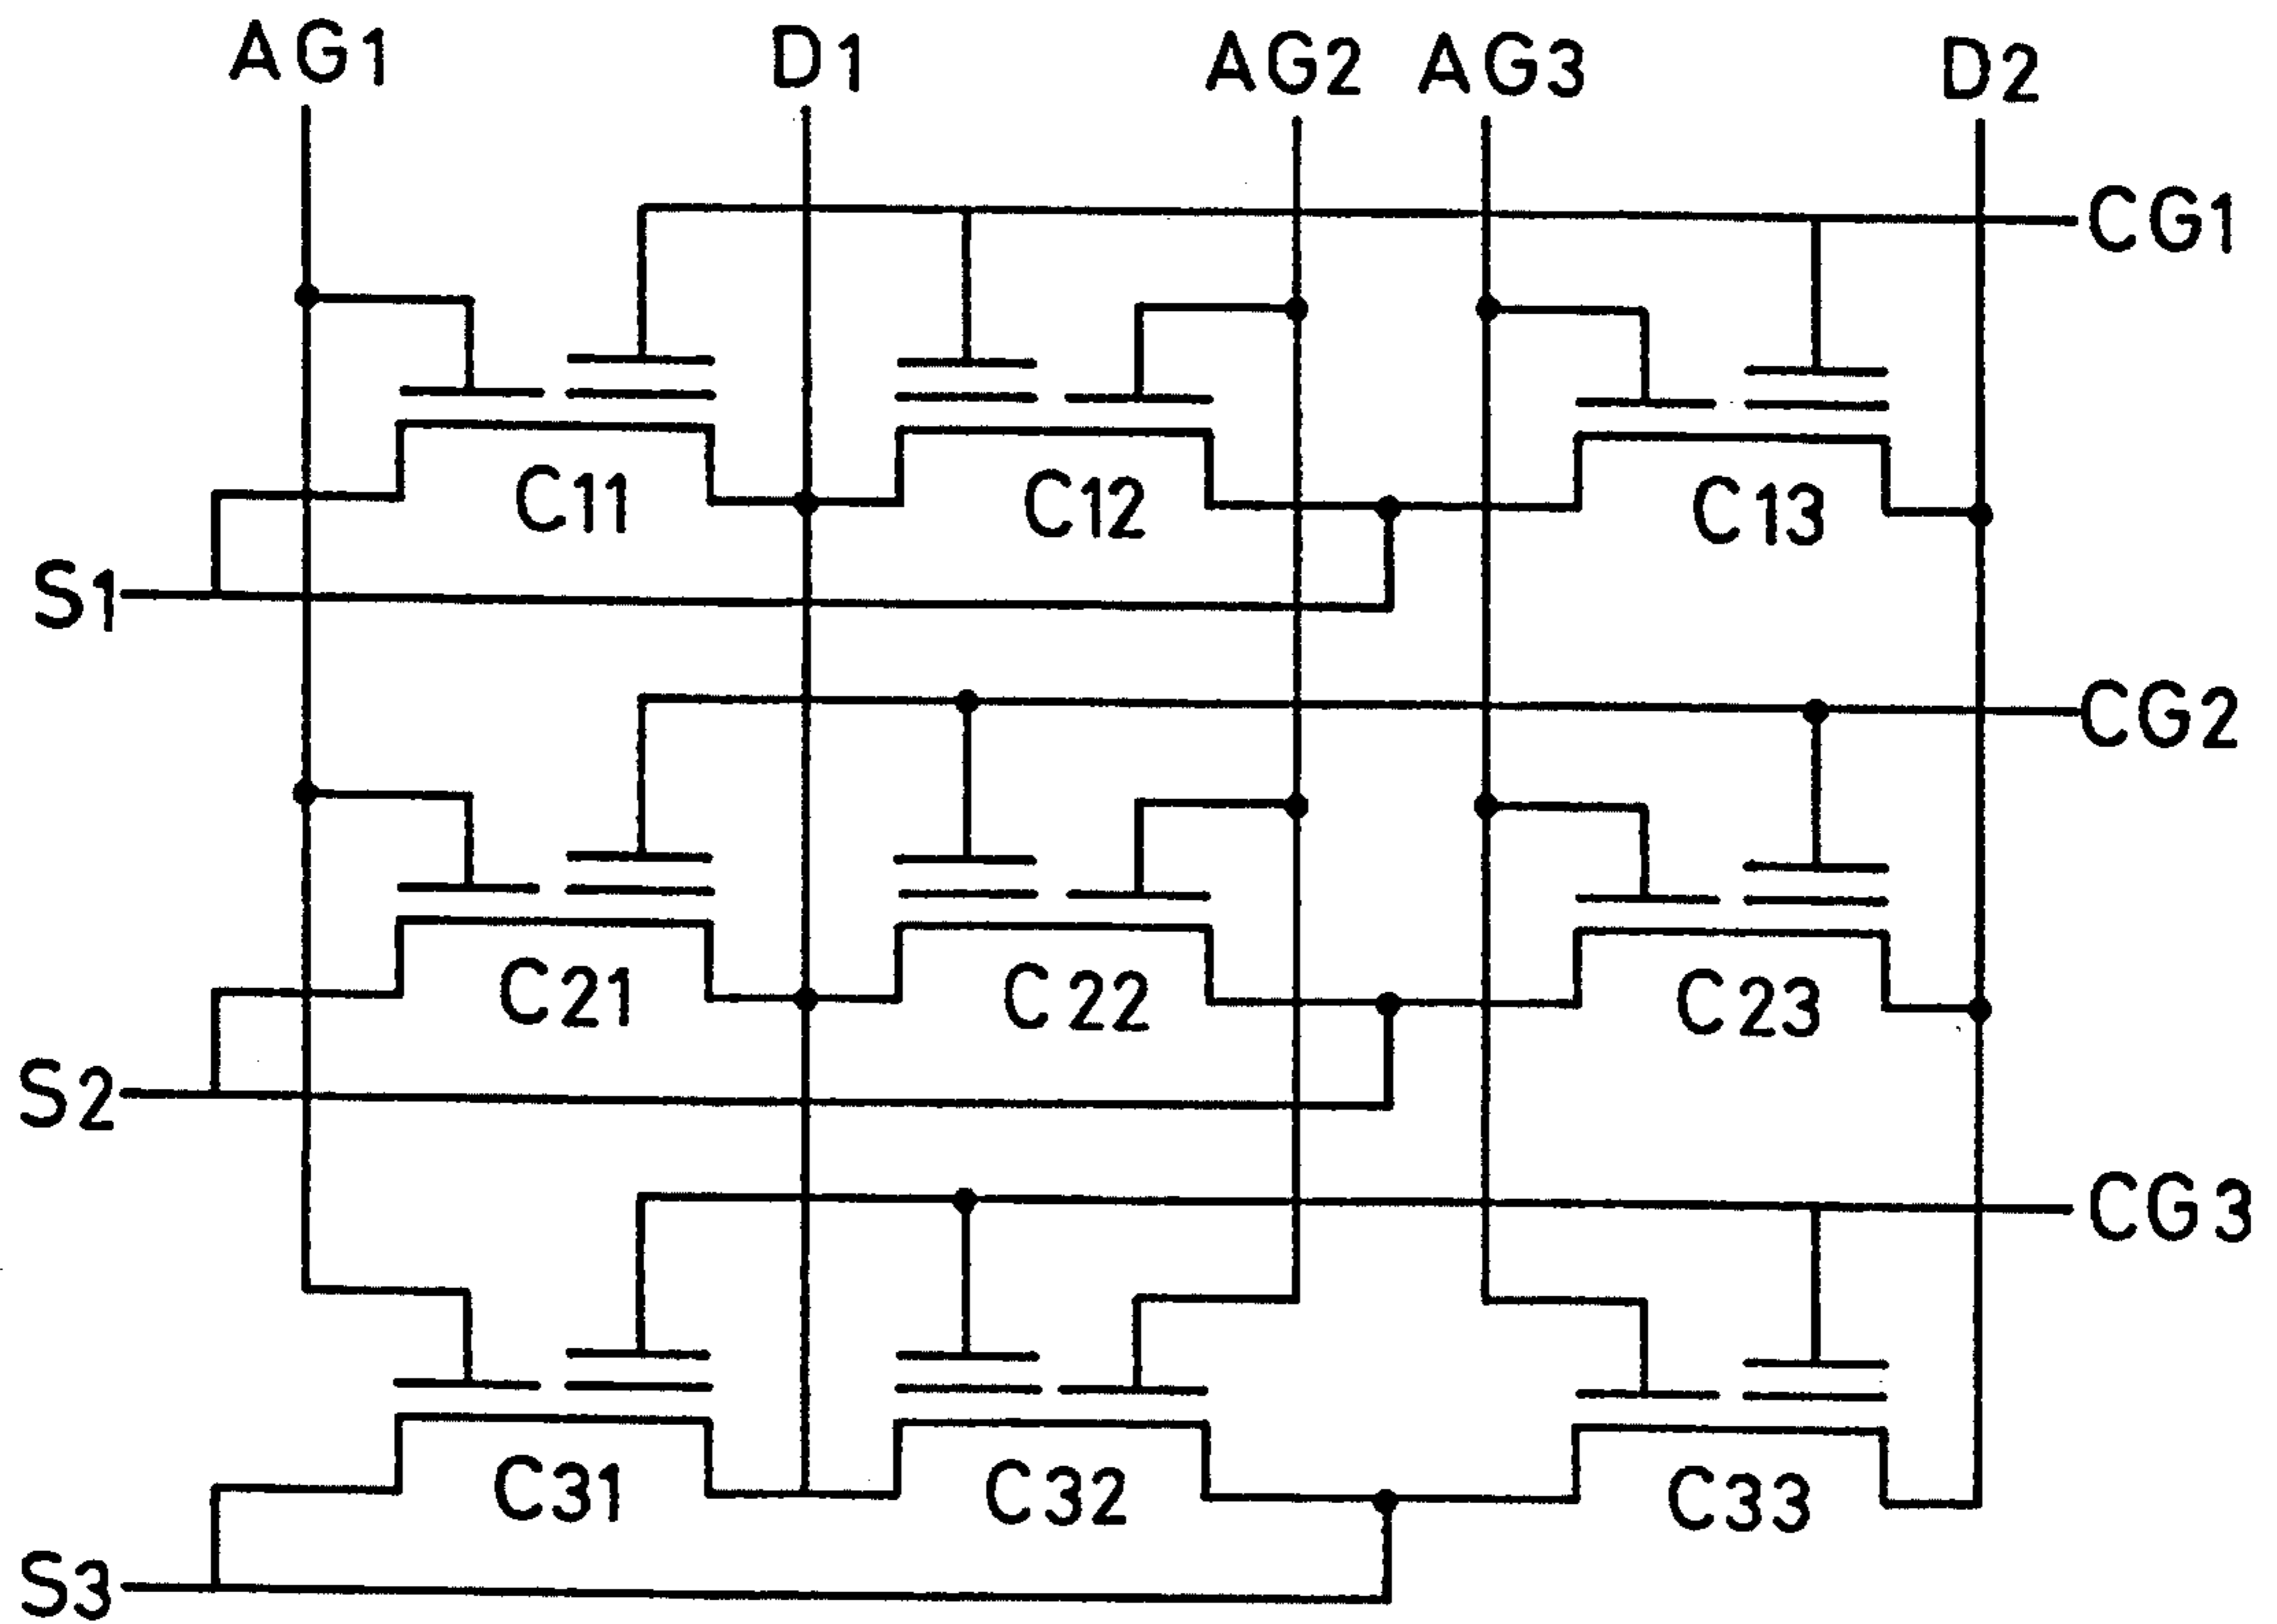 AG1 D1 AG2 AG3 D2
CG1
C11 C12 C13
S1
CG2
C21 C22 C23
S2
CG3
C31 C32 C33
S3